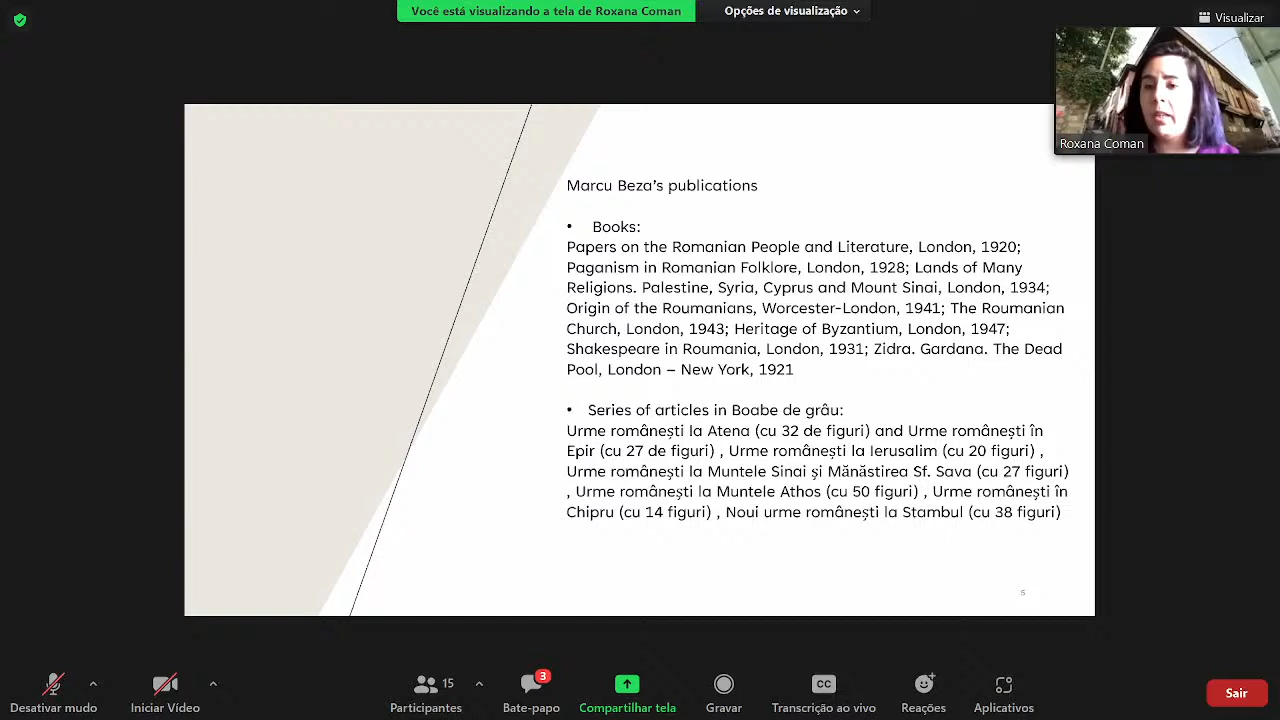 Você está visualizando a tela de Roxana Coman
Opções de visualização
Visualizar
Roxana Coman
Marcu Beza's publications
• Books:
Papers on the Romanian People and Literature, London, 1920;
Paganism in Romanian Folklore, London, 1928; Lands of Many
Religions. Palestine, Syria, Cyprus and Mount Sinai, London, 1934;
Origin of the Roumanians, Worcester-London, 1941; The Roumanian
Church, London, 1943; Heritage of Byzantium, London, 1947;
Shakespeare in Roumania, London, 1931; Zidra. Gardana. The Dead
Pool, London – New York, 1921
• Series of articles in Boabe de grâu:
Urme românești la Atena (cu 32 de figuri) and Urme românești în
Epir (cu 27 de figuri) , Urme românești la Ierusalim (cu 20 figuri) ,
Urme românești la Muntele Sinai și Mănăstirea Sf. Sava (cu 27 figuri)
, Urme românești la Muntele Athos (cu 50 figuri) , Urme românești în
Chipru (cu 14 figuri) , Noui urme românești la Stambul (cu 38 figuri)
5
Desativar mudo
Iniciar Vídeo
15
Participantes
3
Bate-papo
Compartilhar tela
Gravar
CC
Transcrição ao vivo
Reações
Aplicativos
Sair